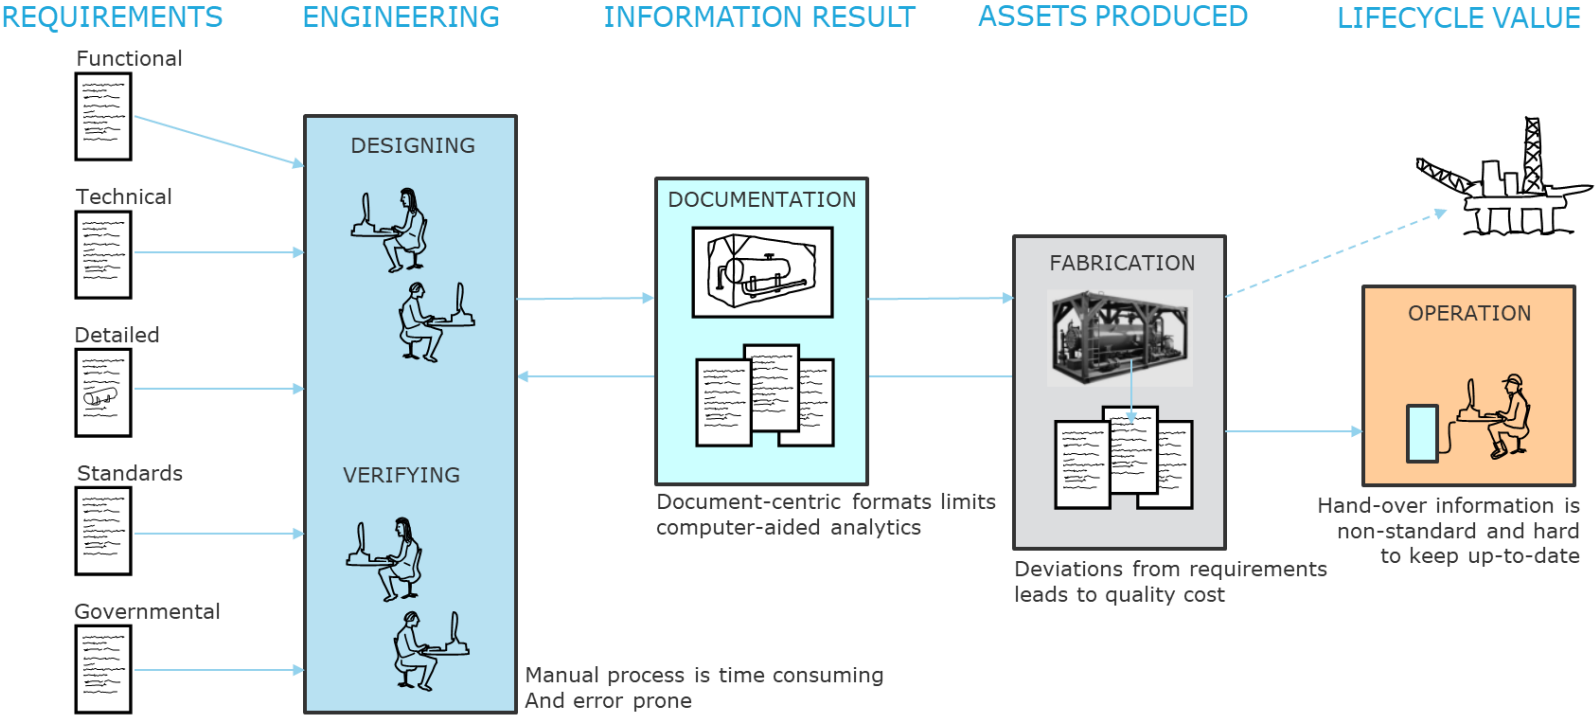 REQUIREMENTS
ENGINEERING
INFORMATION RESULT
ASSETS PRODUCED
LIFECYCLE VALUE
Functional
Technical
Detailed
Standards
Governmental
DESIGNING
VERIFYING
Manual process is time consuming
And error prone
DOCUMENTATION
Document-centric formats limits
computer-aided analytics
FABRICATION
Deviations from requirements
leads to quality cost
OPERATION
Hand-over information is
non-standard and hard
to keep up-to-date